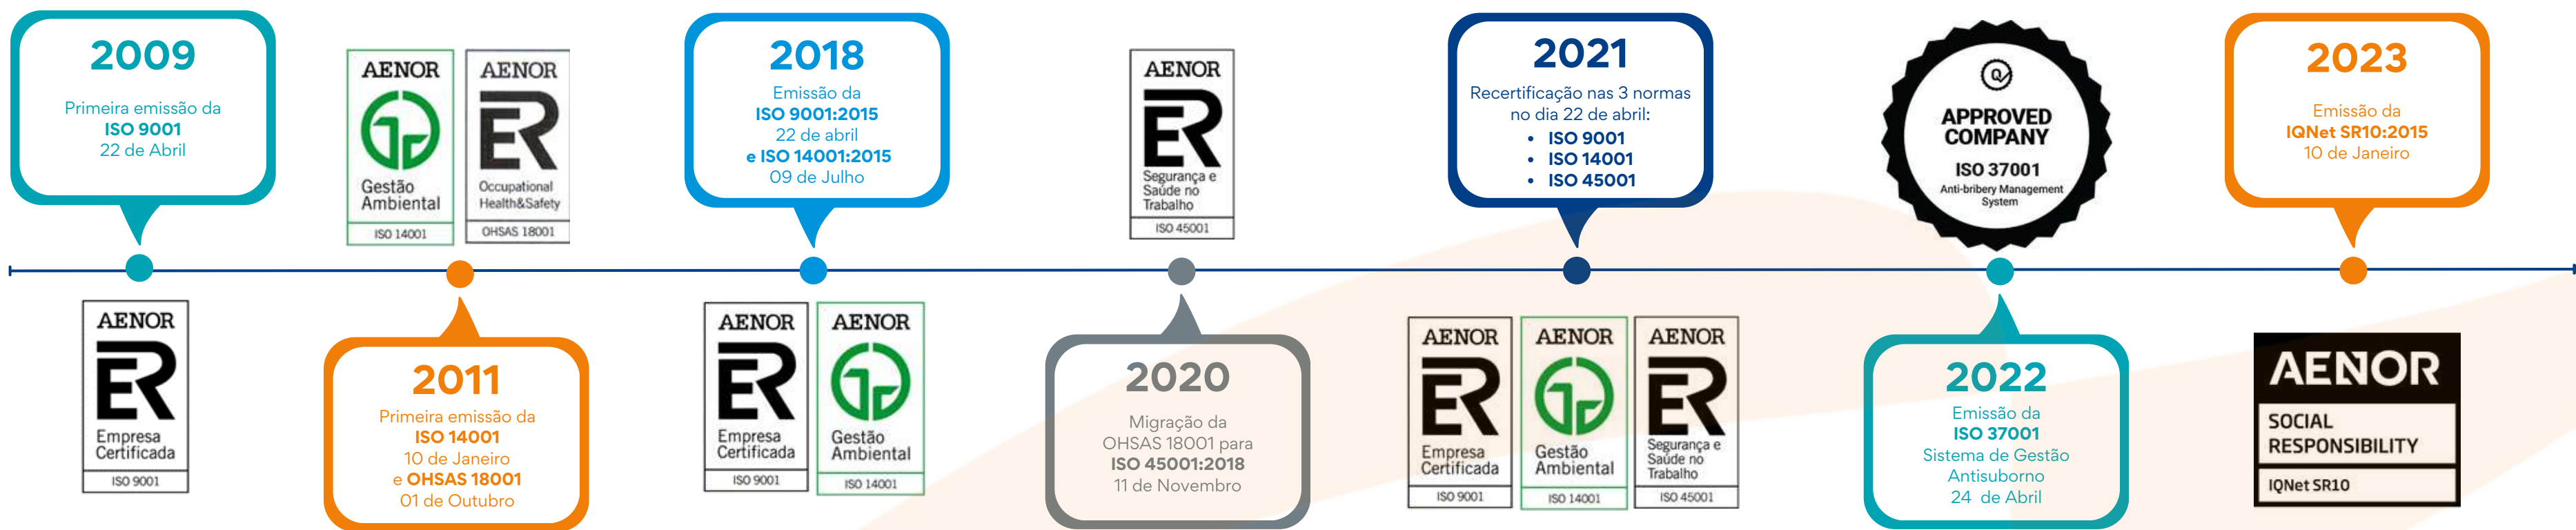 2009
Primeira emissão da
ISO 9001
22 de Abril
AENOR
ER
Empresa
Certificada
ISO 9001
AENOR
Gestão
Ambiental
ISO 14001
AENOR
ER
Occupational
Health&Safety
OHSAS 18001
2011
Primeira emissão da
ISO 14001
10 de Janeiro
e OHSAS 18001
01 de Outubro
2018
Emissão da
ISO 9001:2015
22 de abril
e ISO 14001:2015
09 de Julho
AENOR
ER
Empresa
Certificada
ISO 9001
AENOR
Gestão
Ambiental
ISO 14001
AENOR
ER
Segurança e
Saúde no
Trabalho
ISO 45001
2020
Migração da
OHSAS 18001 para
ISO 45001:2018
11 de Novembro
2021
Recertificação nas 3 normas
no dia 22 de abril:
• ISO 9001
• ISO 14001
• ISO 45001
AENOR
ER
Empresa
Certificada
ISO 9001
AENOR
Gestão
Ambiental
ISO 14001
AENOR
ER
Segurança e
Saúde no
Trabalho
ISO 45001
APPROVED
COMPANY
ISO 37001
Anti-bribery Management
System
2022
Emissão da
ISO 37001
Sistema de Gestão
Antisuborno
24 de Abril
2023
Emissão da
IQNet SR10:2015
10 de Janeiro
AENOR
SOCIAL
RESPONSIBILITY
IQNet SR10